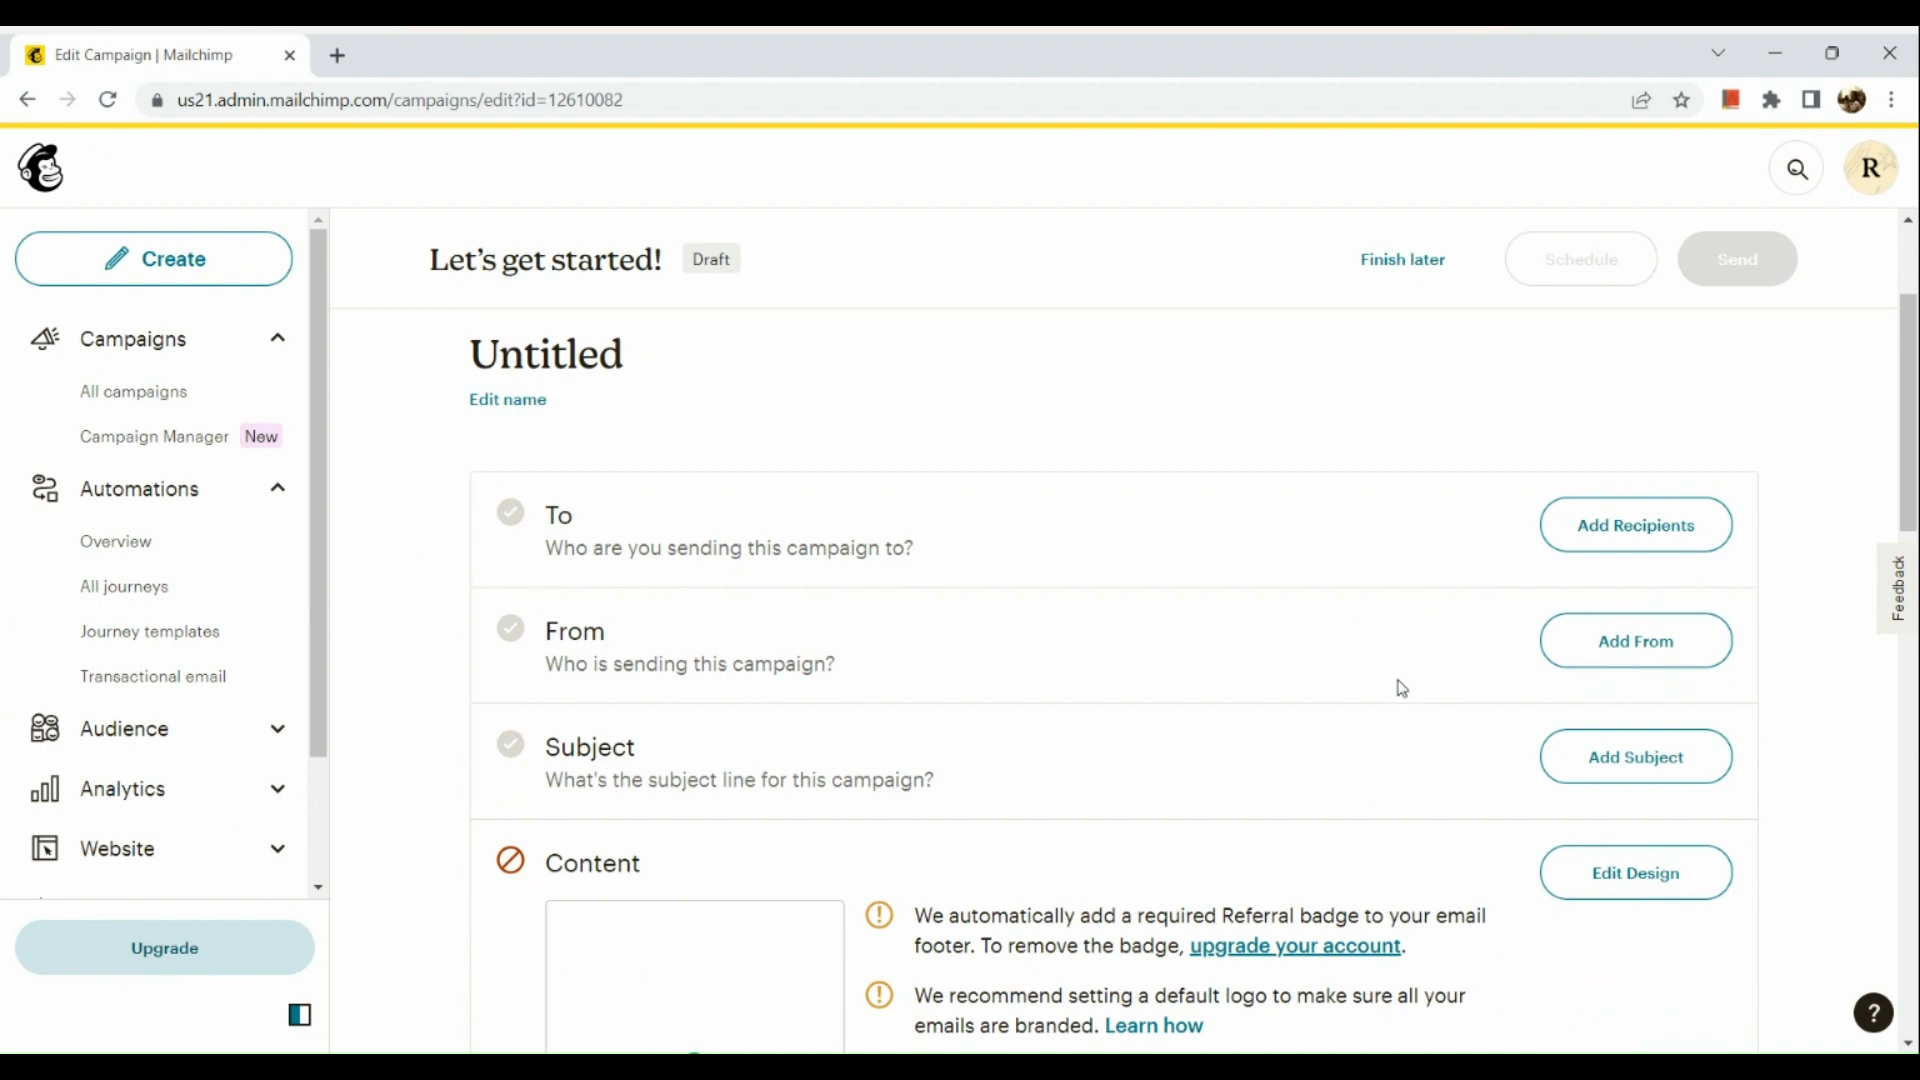 Edit Campaign | Mailchimp
us21.admin.mailchimp.com/campaigns/edit?id=12610082
R
Create
Let's get started!
Draft
Finish later
Schedule
Send
Campaigns
All campaigns
Campaign Manager New
Automations
Overview
All journeys
Journey templates
Transactional email
Audience
Analytics
Website
Upgrade
Untitled
Edit name
To
Who are you sending this campaign to?
Add Recipients
From
Who is sending this campaign?
Add From
Subject
What's the subject line for this campaign?
Add Subject
Content
Edit Design
We automatically add a required Referral badge to your email
footer. To remove the badge, upgrade your account.
We recommend setting a default logo to make sure all your
emails are branded. Learn how
Feedback
?